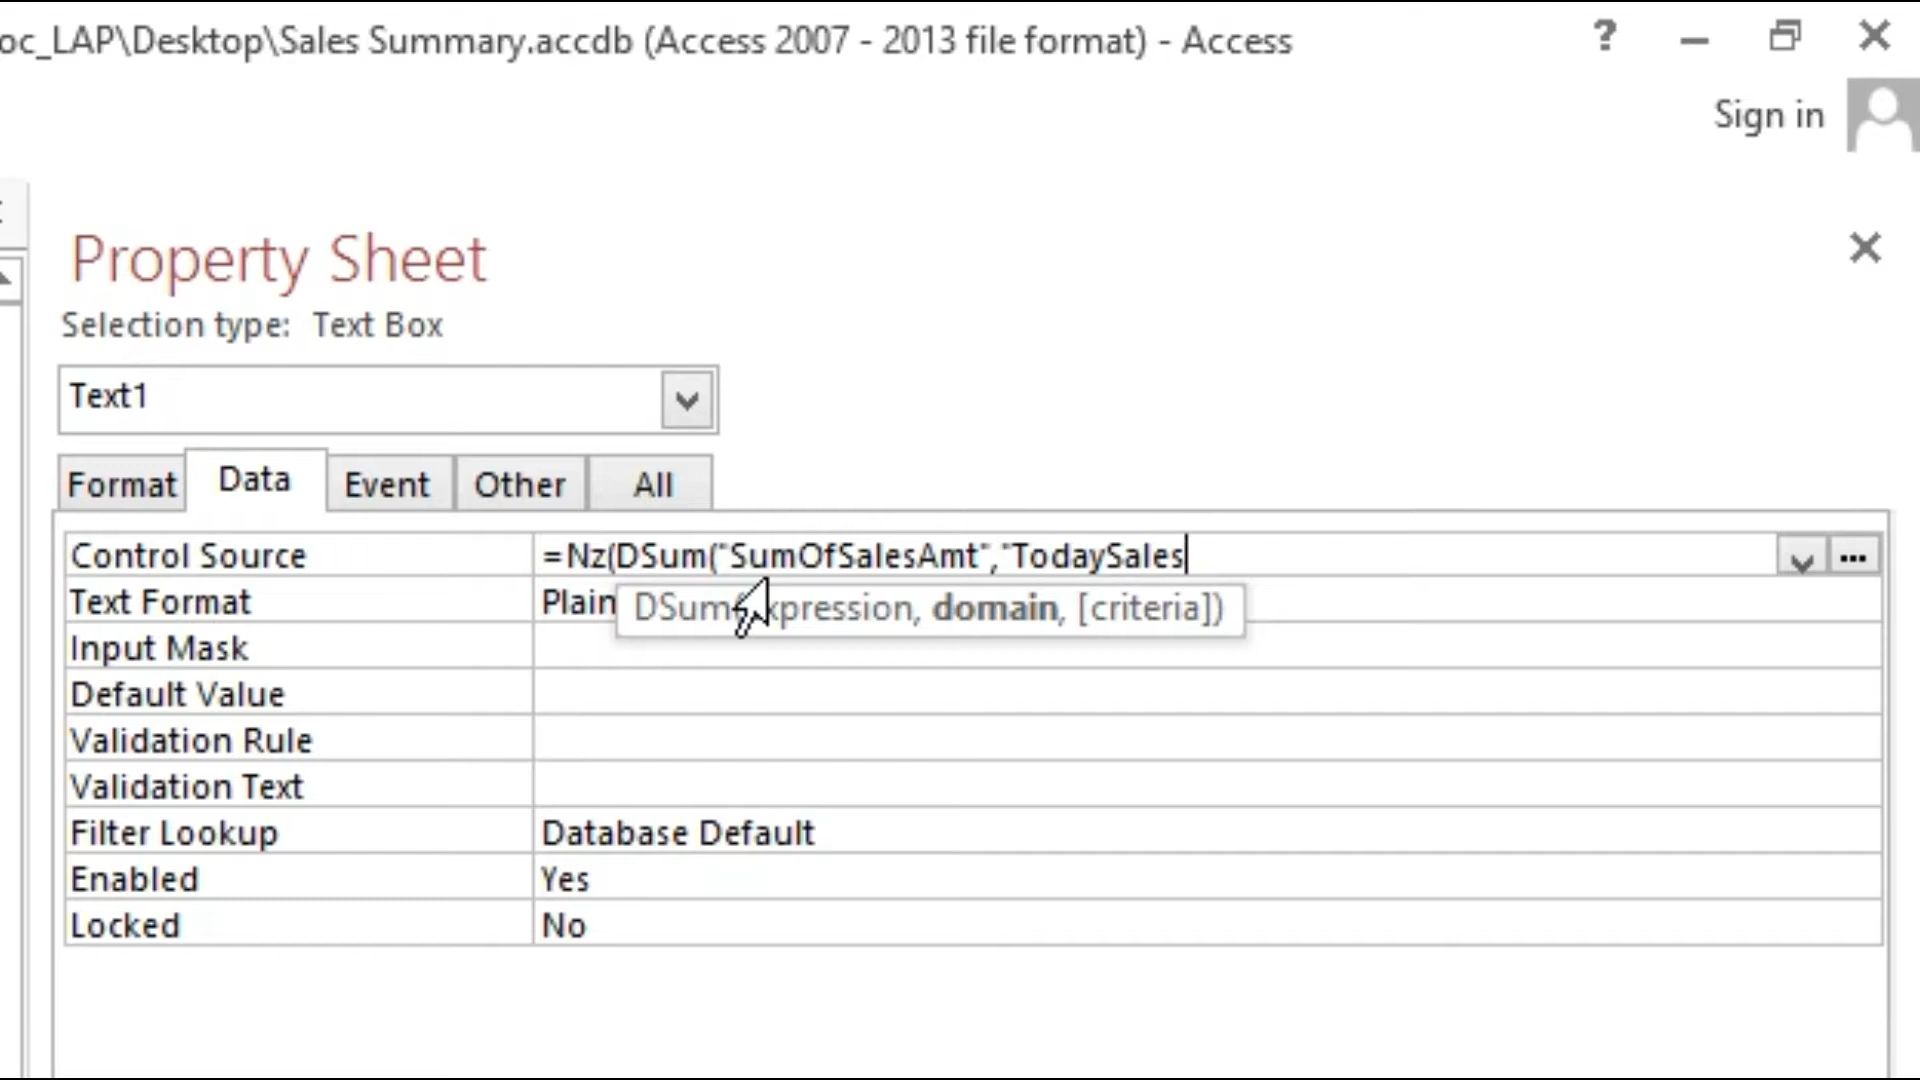 oc_LAP\Desktop\Sales Summary.accdb (Access 2007 - 2013 file format) - Access
?
Sign in
Property Sheet
Selection type: Text Box
Text1
Format Data Event Other All
Control Source =Nz(DSum("SumOfSalesAmt","TodaySales
Text Format Plain
DSum( xpression, domain, [criteria])
Input Mask
Default Value
Validation Rule
Validation Text
Filter Lookup Database Default
Enabled Yes
Locked No